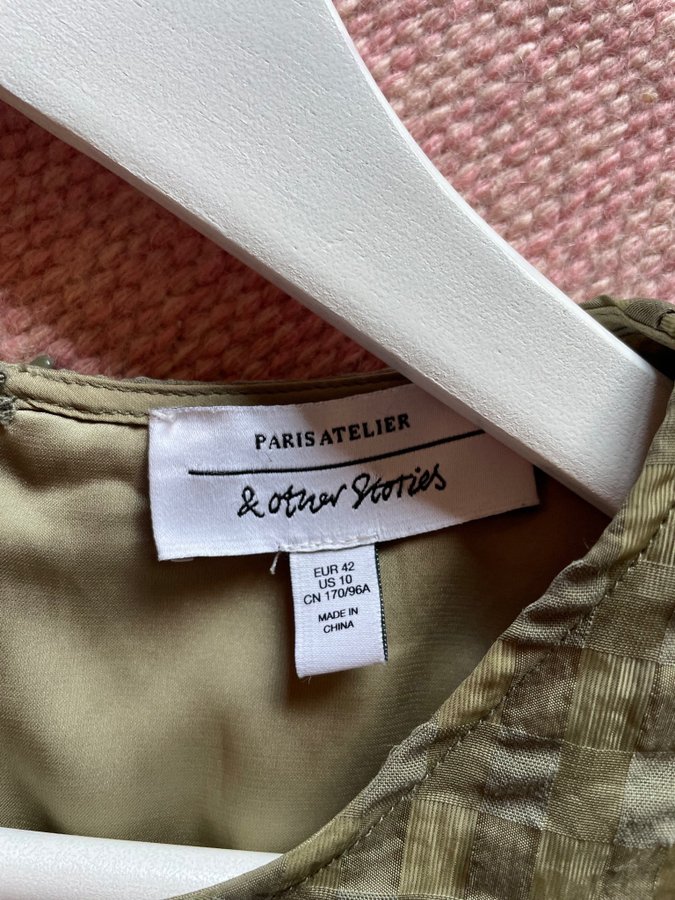 PARIS ATELIER
& other Stories
EUR 42
US 10
CN 170/96A
MADE IN
CHINA